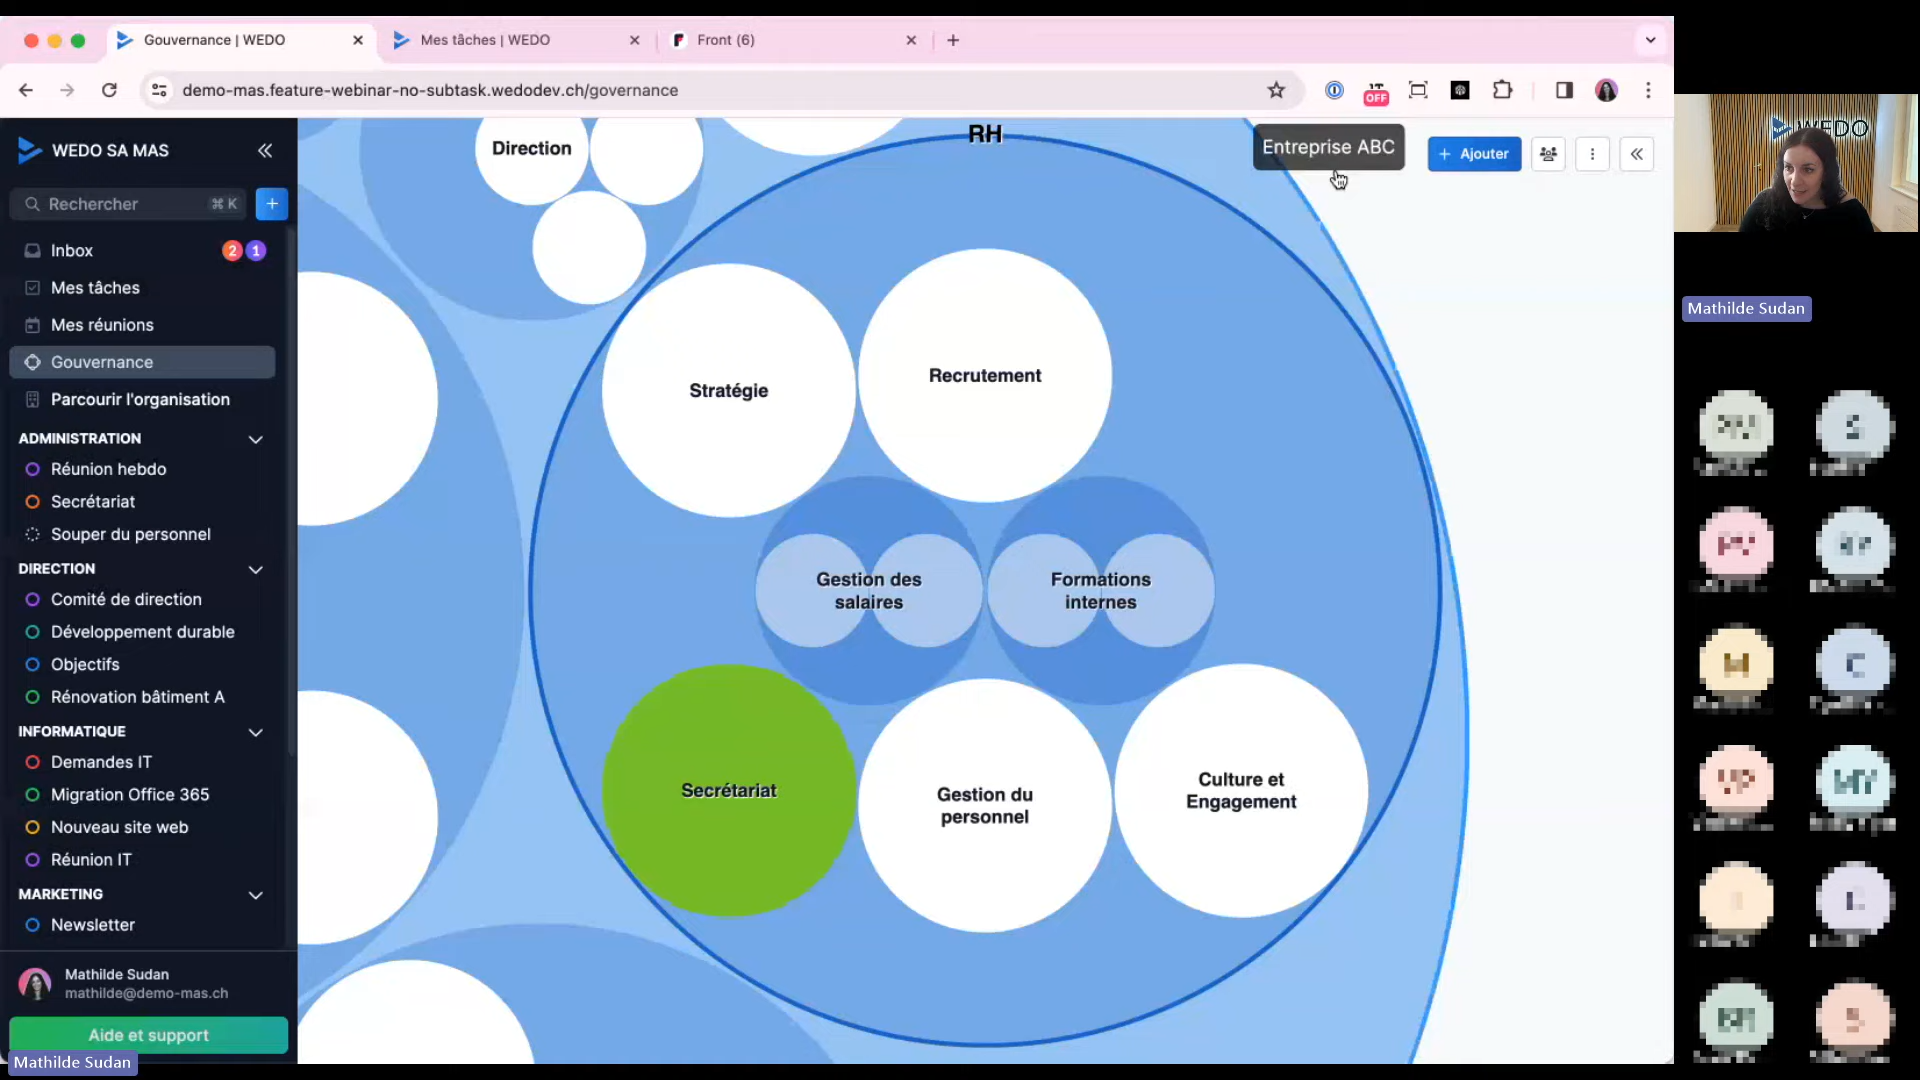 Gouvernance | WEDO
Mes tâches | WEDO
Front (6)
demo-mas.feature-webinar-no-subtask.wedodev.ch/governance
OFF
WEDO SA MAS
Rechercher
⌘ K
Inbox
2
1
Mes tâches
Mes réunions
Gouvernance
Parcourir l'organisation
ADMINISTRATION
Réunion hebdo
Secrétariat
Souper du personnel
DIRECTION
Comité de direction
Développement durable
Objectifs
Rénovation bâtiment A
INFORMATIQUE
Demandes IT
Migration Office 365
Nouveau site web
Réunion IT
MARKETING
Newsletter
Mathilde Sudan
mathilde@demo-mas.ch
Aide et support
Mathilde Sudan
Direction
RH
Entreprise ABC
+ Ajouter
Stratégie
Recrutement
Gestion des
salaires
Formations
internes
Secrétariat
Gestion du
personnel
Culture et
Engagement
WEDO
Mathilde Sudan